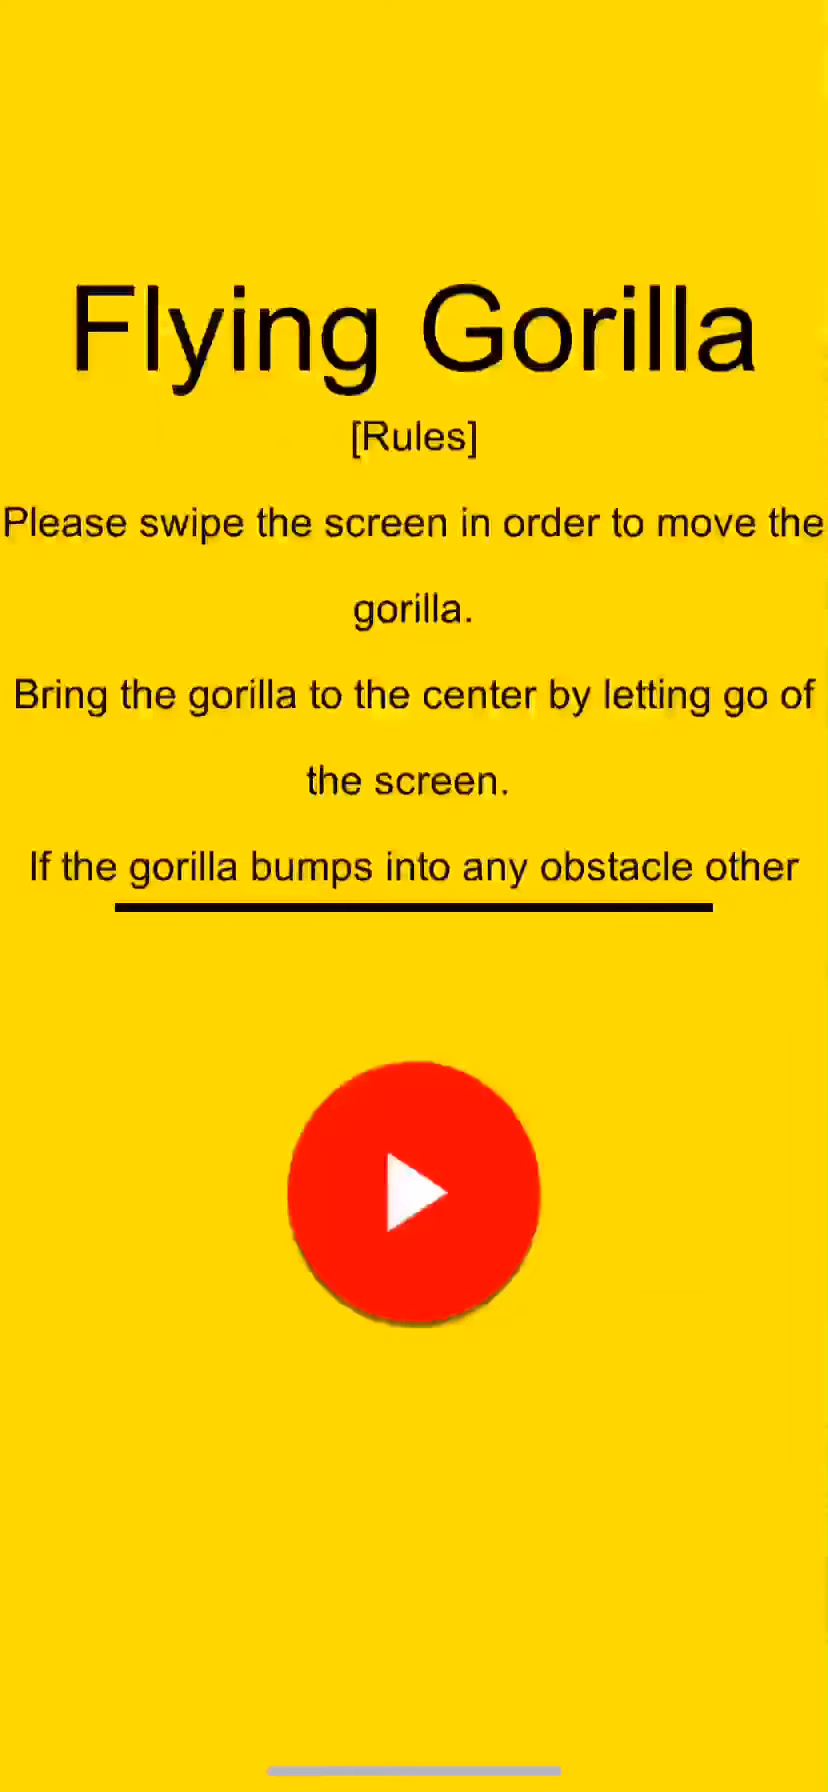 Flying Gorilla
[Rules]
Please swipe the screen in order to move the
gorilla.
Bring the gorilla to the center by letting go of
the screen.
If the gorilla bumps into any obstacle other